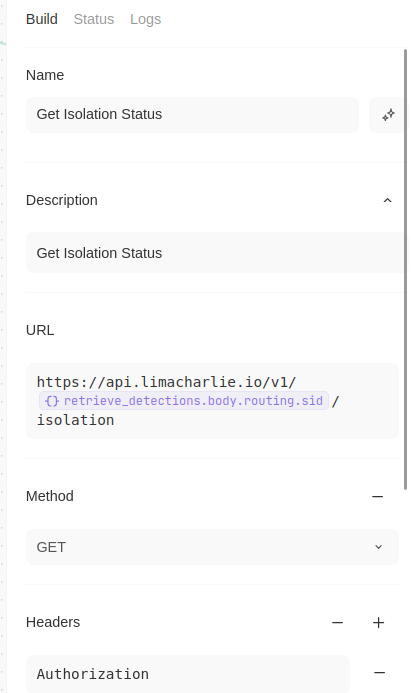 Build Status Logs
Name
Get Isolation Status
Description
Get Isolation Status
URL
https://api.limacharlie.io/v1/
{} retrieve_detections.body.routing.sid /
isolation
Method
GET
Headers
Authorization